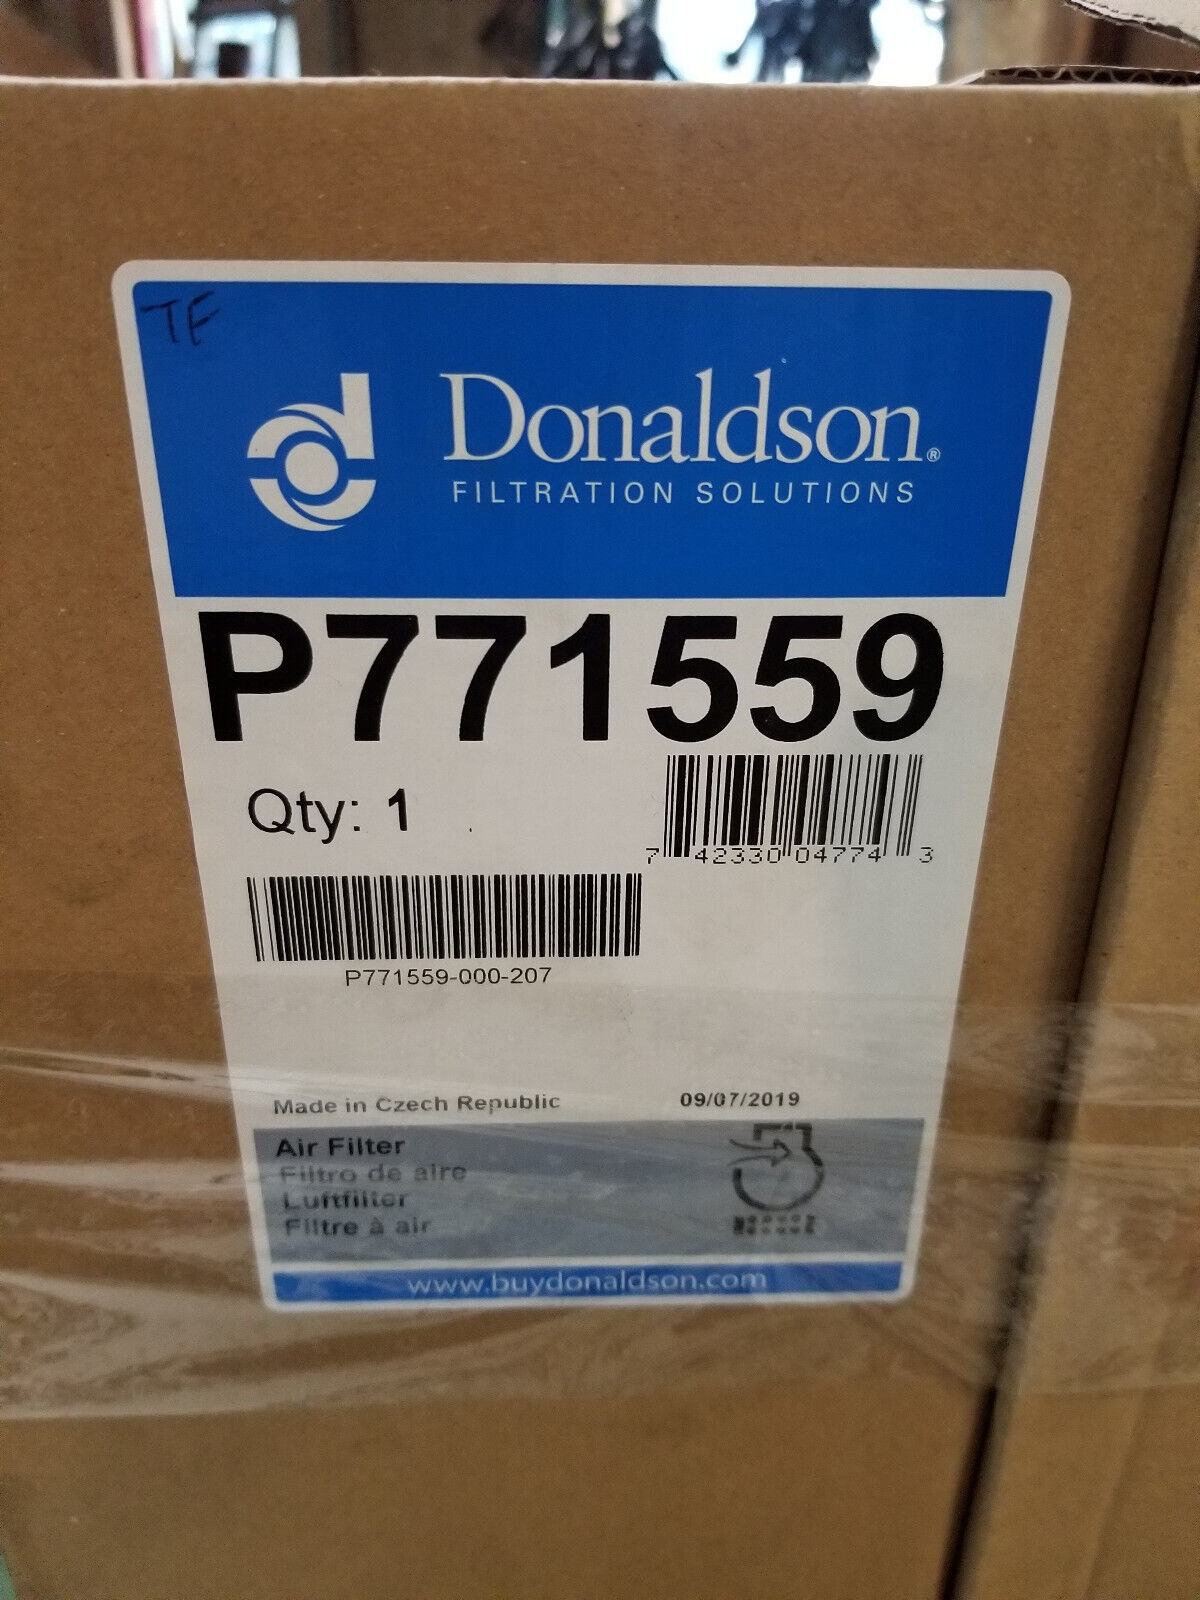 TF
Donaldson®
FILTRATION SOLUTIONS
P771559
Qty: 1
7 42330 04774 3
P771559-000-207
Made in Czech Republic 09/07/2019
Air Filter
Filtro de aire
Luftfilter
Filtre à air
www.buydonaldson.com